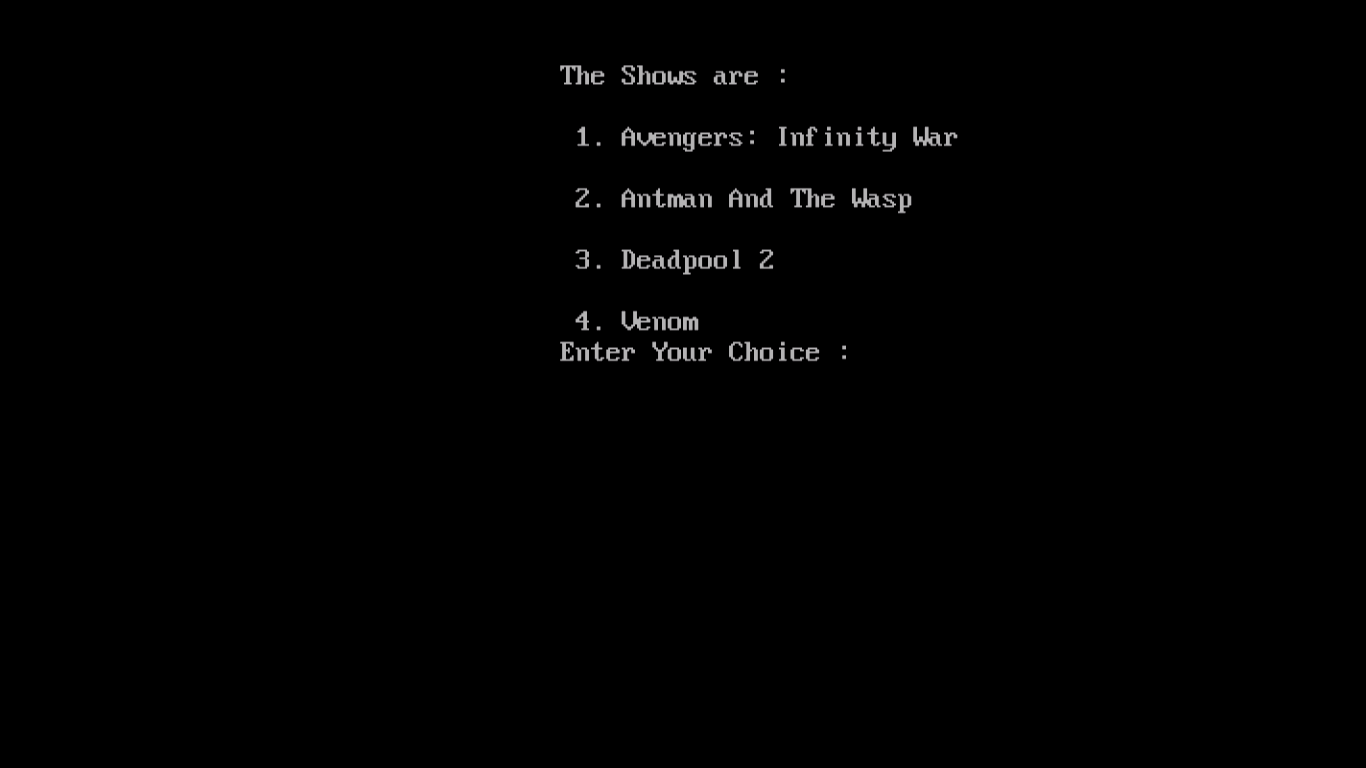 The Shows are :
1. Avengers: Infinity War
2. Antman And The Wasp
3. Deadpool 2
4. Venom
Enter Your Choice :